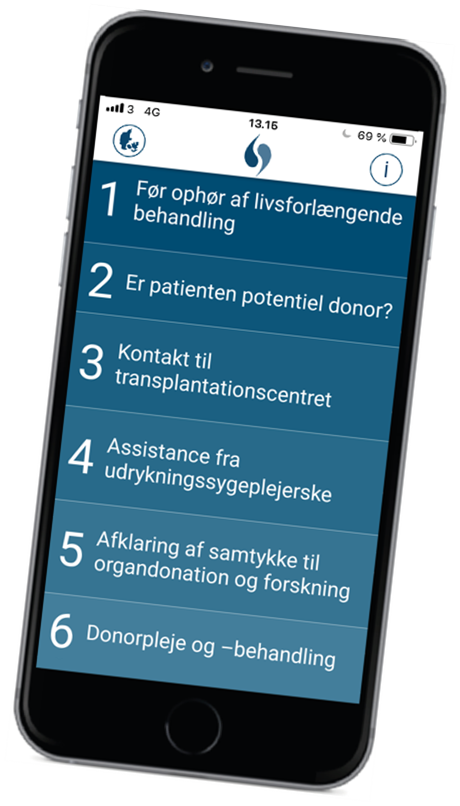 3 4G
13.15
69 %
i
1 Før ophør af livsforlængende
behandling
2 Er patienten potentiel donor?
3 Kontakt til
transplantationscentret
4 Assistance fra
udrykningssygeplejerske
5 Afklaring af samtykke til
organdonation og forskning
6 Donorpleje og –behandling